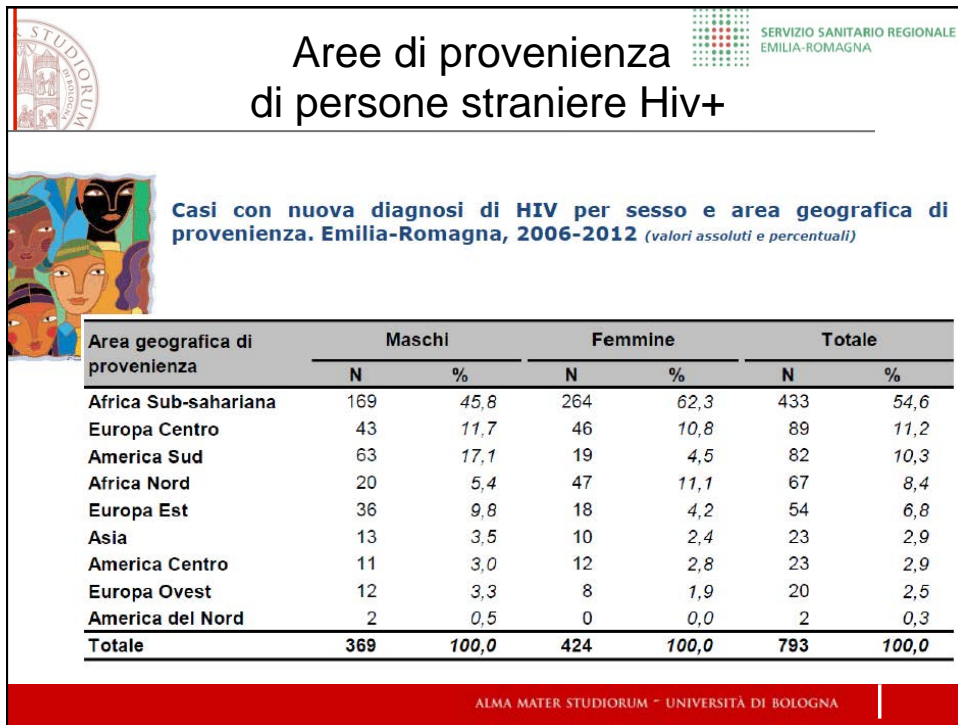 Aree di provenienza
di persone straniere Hiv+
SERVIZIO SANITARIO REGIONALE
EMILIA-ROMAGNA
Casi con nuova diagnosi di HIV per sesso e area geografica di
provenienza. Emilia-Romagna, 2006-2012 (valori assoluti e percentuali)
Area geografica di provenienza Maschi Femmine Totale
N % N % N %
Africa Sub-sahariana 169 45,8 264 62,3 433 54,6
Europa Centro 43 11,7 46 10,8 89 11,2
America Sud 63 17,1 19 4,5 82 10,3
Africa Nord 20 5,4 47 11,1 67 8,4
Europa Est 36 9,8 18 4,2 54 6,8
Asia 13 3,5 10 2,4 23 2,9
America Centro 11 3,0 12 2,8 23 2,9
Europa Ovest 12 3,3 8 1,9 20 2,5
America del Nord 2 0,5 0 0,0 2 0,3
Totale 369 100,0 424 100,0 793 100,0
ALMA MATER STUDIORUM ~ UNIVERSITÀ DI BOLOGNA